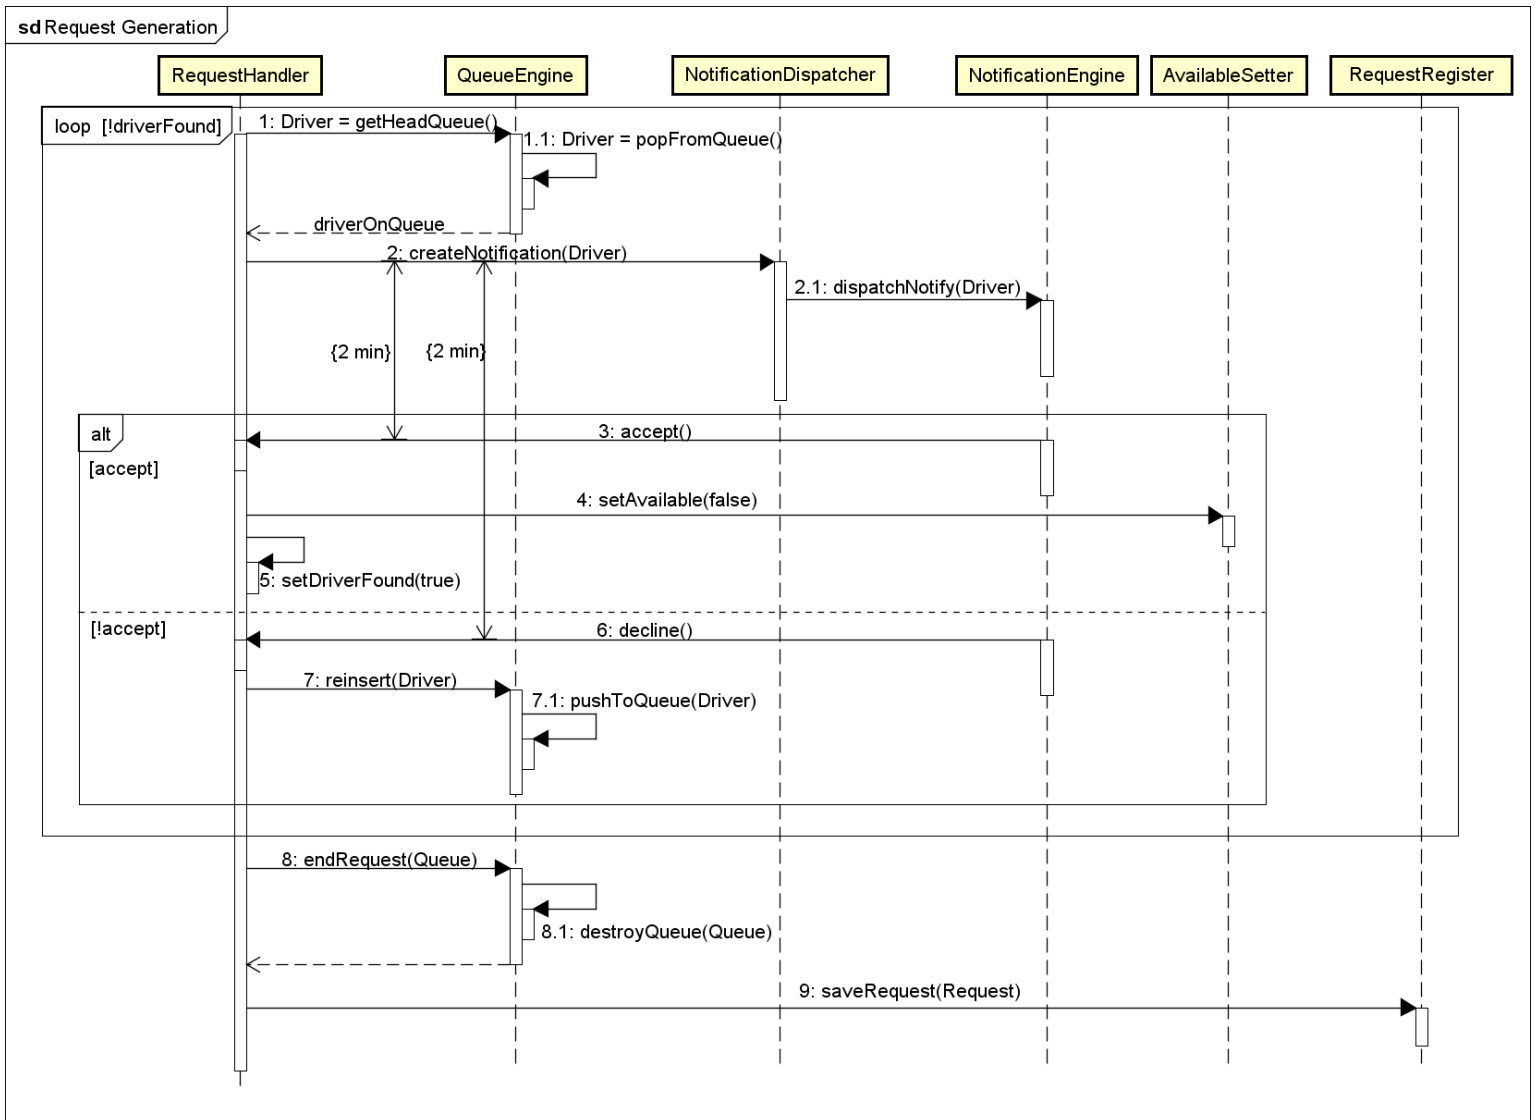 sd Request Generation
RequestHandler
QueueEngine
NotificationDispatcher
NotificationEngine
AvailableSetter
RequestRegister
loop [!driverFound]
1: Driver = getHeadQueue()
1.1: Driver = popFromQueue()
driverOnQueue
2: createNotification(Driver)
2.1: dispatchNotify(Driver)
{2 min}
{2 min}
alt
3: accept()
[accept]
4: setAvailable(false)
5: setDriverFound(true)
[!accept]
6: decline()
7: reinsert(Driver)
7.1: pushToQueue(Driver)
8: endRequest(Queue)
8.1: destroyQueue(Queue)
9: saveRequest(Request)